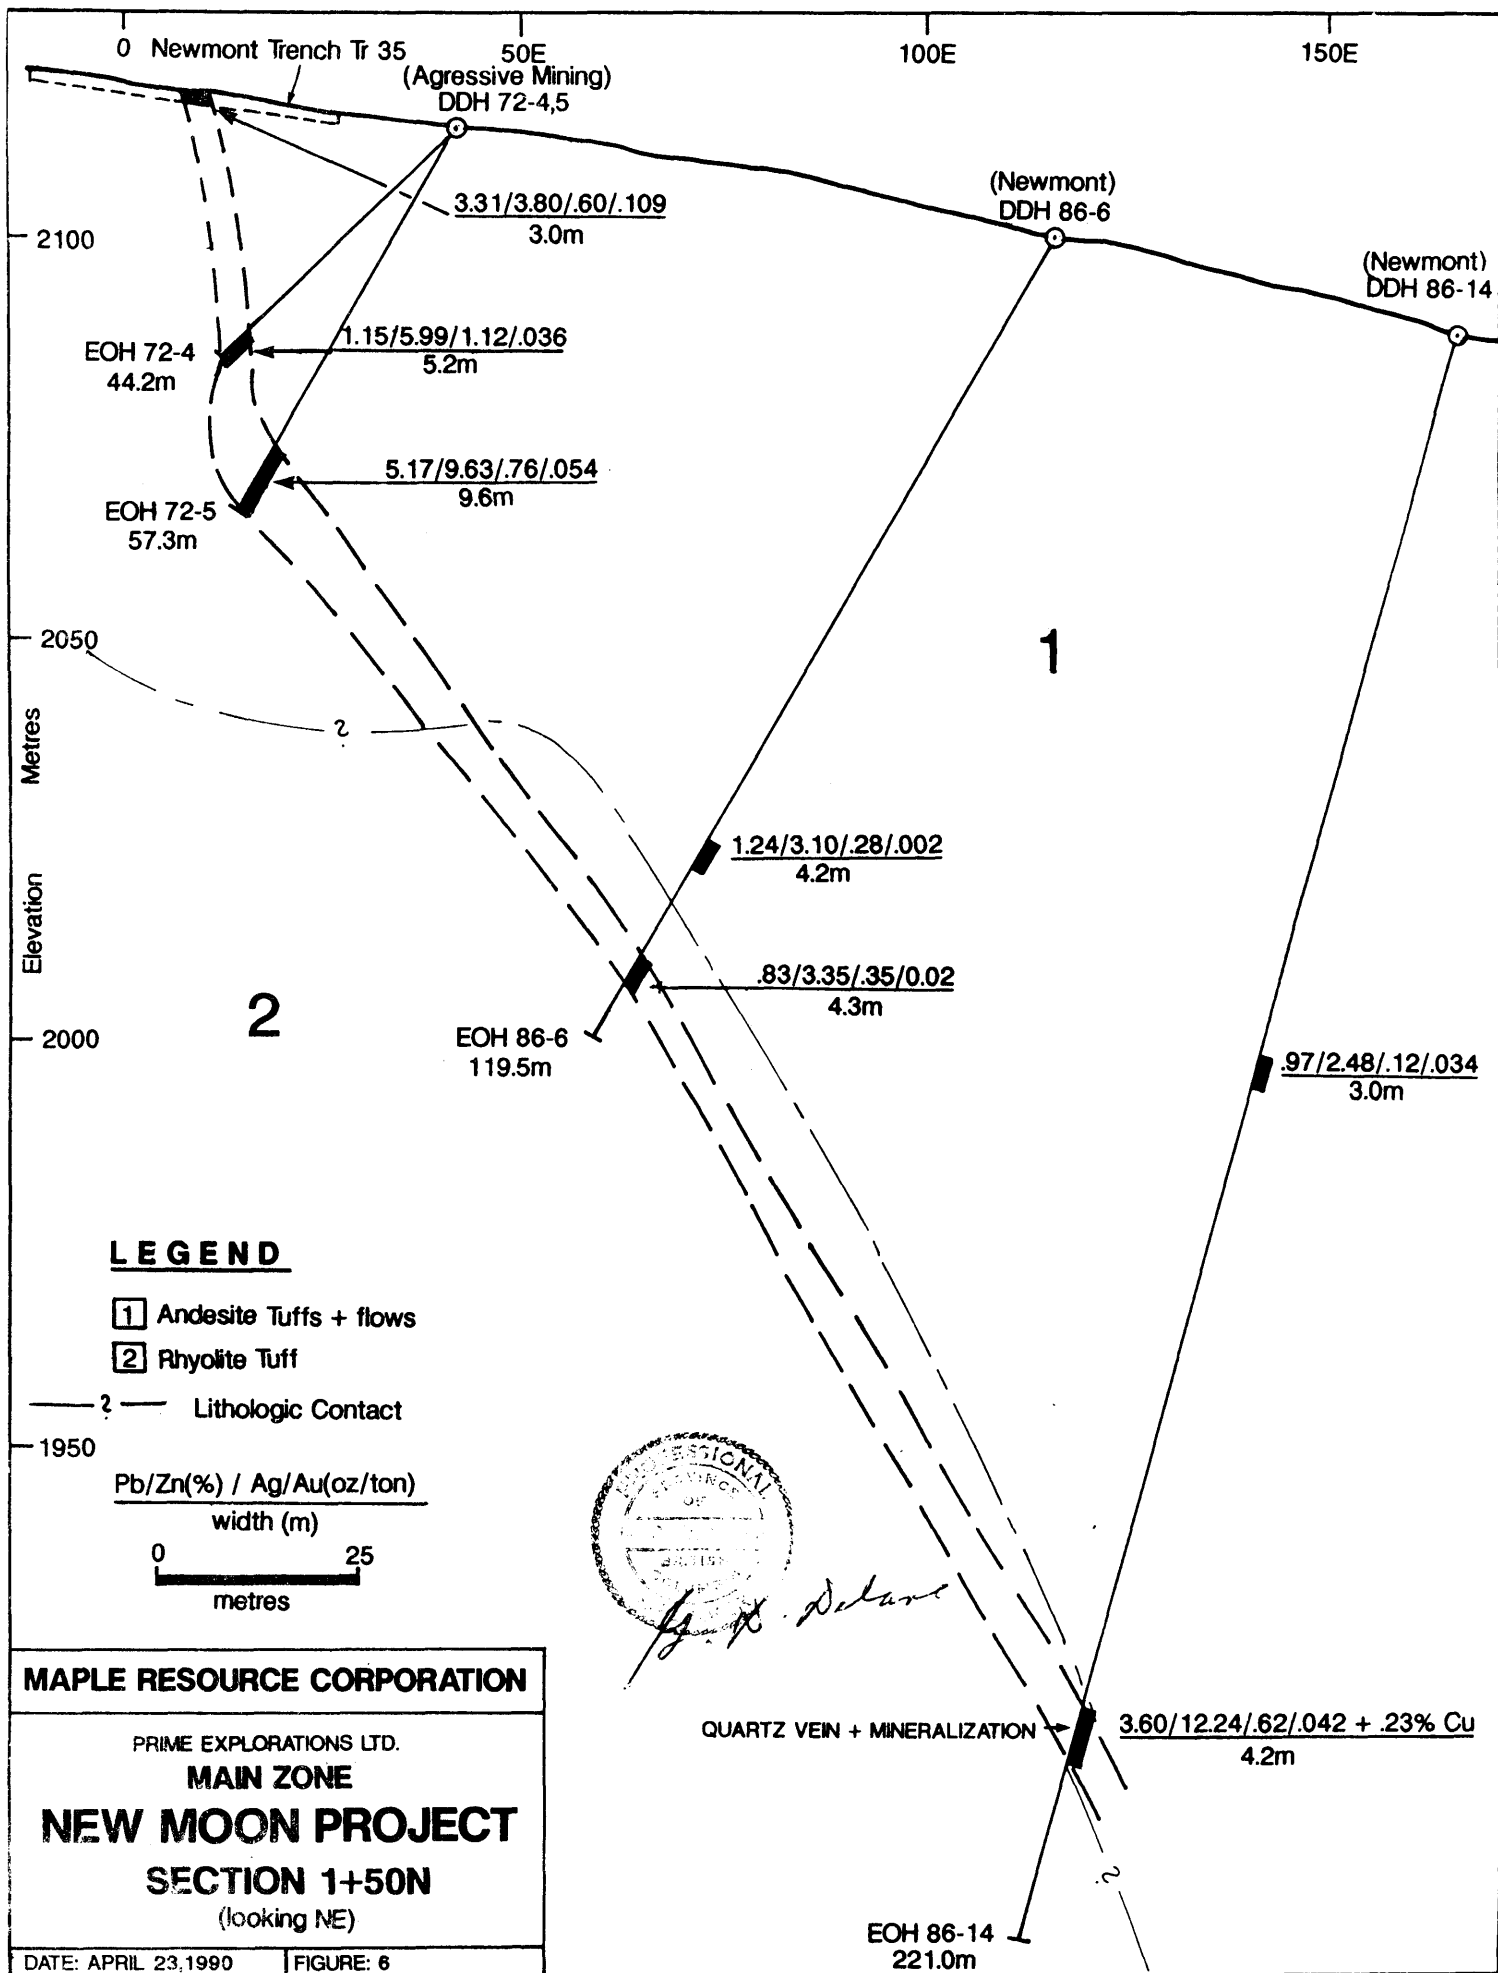 0 Newmont Trench Tr 35
50E
100E
150E
(Agressive Mining)
DDH 72-4,5
(Newmont)
DDH 86-6
(Newmont)
DDH 86-14
3.31/3.80/.60/.109
3.0m
2100
EOH 72-4
44.2m
1.15/5.99/1.12/.036
5.2m
5.17/9.63/.76/.054
9.6m
EOH 72-5
57.3m
2050
1
?
Metres
Elevation
1.24/3.10/.28/.002
4.2m
.83/3.35/.35/0.02
4.3m
2
2000
EOH 86-6
119.5m
.97/2.48/.12/.034
3.0m
LEGEND
1 Andesite Tuffs + flows
2 Rhyolite Tuff
? Lithologic Contact
1950
Pb/Zn(%) / Ag/Au(oz/ton)
width (m)
0 25
metres
PROFESSIONAL
PROVINCE
OF
QUARTZ VEIN + MINERALIZATION
3.60/12.24/.62/.042 + .23% Cu
4.2m
?
EOH 86-14
221.0m
MAPLE RESOURCE CORPORATION
PRIME EXPLORATIONS LTD.
MAIN ZONE
NEW MOON PROJECT
SECTION 1+50N
(looking NE)
DATE: APRIL 23,1990
FIGURE: 6